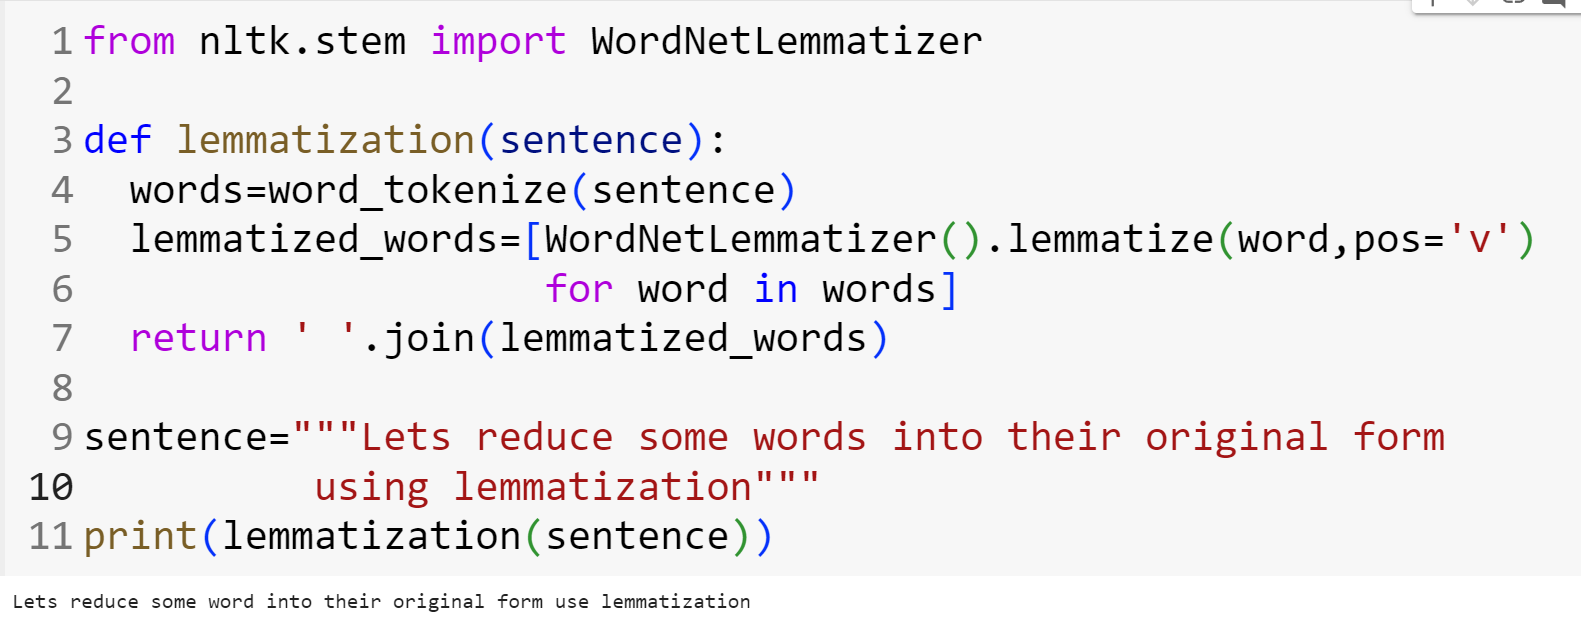 1 from nltk.stem import WordNetLemmatizer
2
3 def lemmatization(sentence):
4   words=word_tokenize(sentence)
5   lemmatized_words=[WordNetLemmatizer().lemmatize(word,pos='v')
6                     for word in words]
7   return ' '.join(lemmatized_words)
8
9 sentence="""Lets reduce some words into their original form
10          using lemmatization"""
11 print(lemmatization(sentence))
Lets reduce some word into their original form use lemmatization